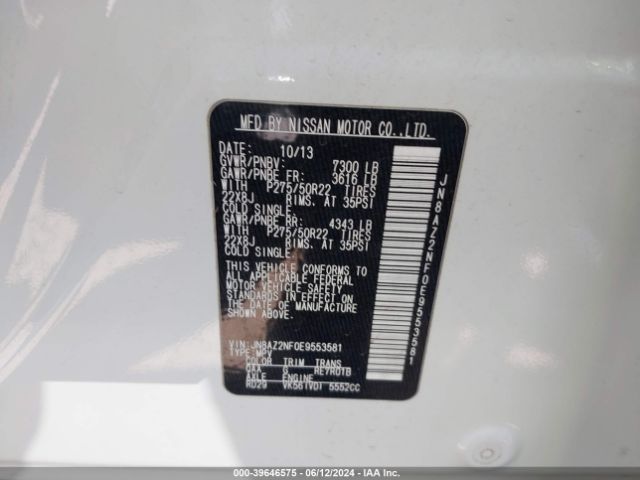 MFD BY NISSAN MOTOR CO.,LTD.
DATE: 10/13
GVWR/PNBV: 7300 LB
GAWR/PNBE FR: 3616 LB
WITH P275/50R22 TIRES
22X8J RIMS. AT 35PSI
COLD SINGLE.
GAWR/PNBE RR: 4343 LB
WITH P275/50R22 TIRES
22X8J RIMS. AT 35PSI
COLD SINGLE.
THIS VEHICLE CONFORMS TO
ALL APPLICABLE FEDERAL
MOTOR VEHICLE SAFETY
STANDARDS IN EFFECT ON
THE DATE OF MANUFACTURE
SHOWN ABOVE.
VIN: JN8AZ2NF0E9553581
TYPE: MPV
COLOR TRIM TRANS
QAA G RE7R01B
AXLE ENGINE
RD29 VK56(VD) 5552CC
JN8AZ2NF0E9553581
000-39646575 - 06/12/2024 - IAA Inc.